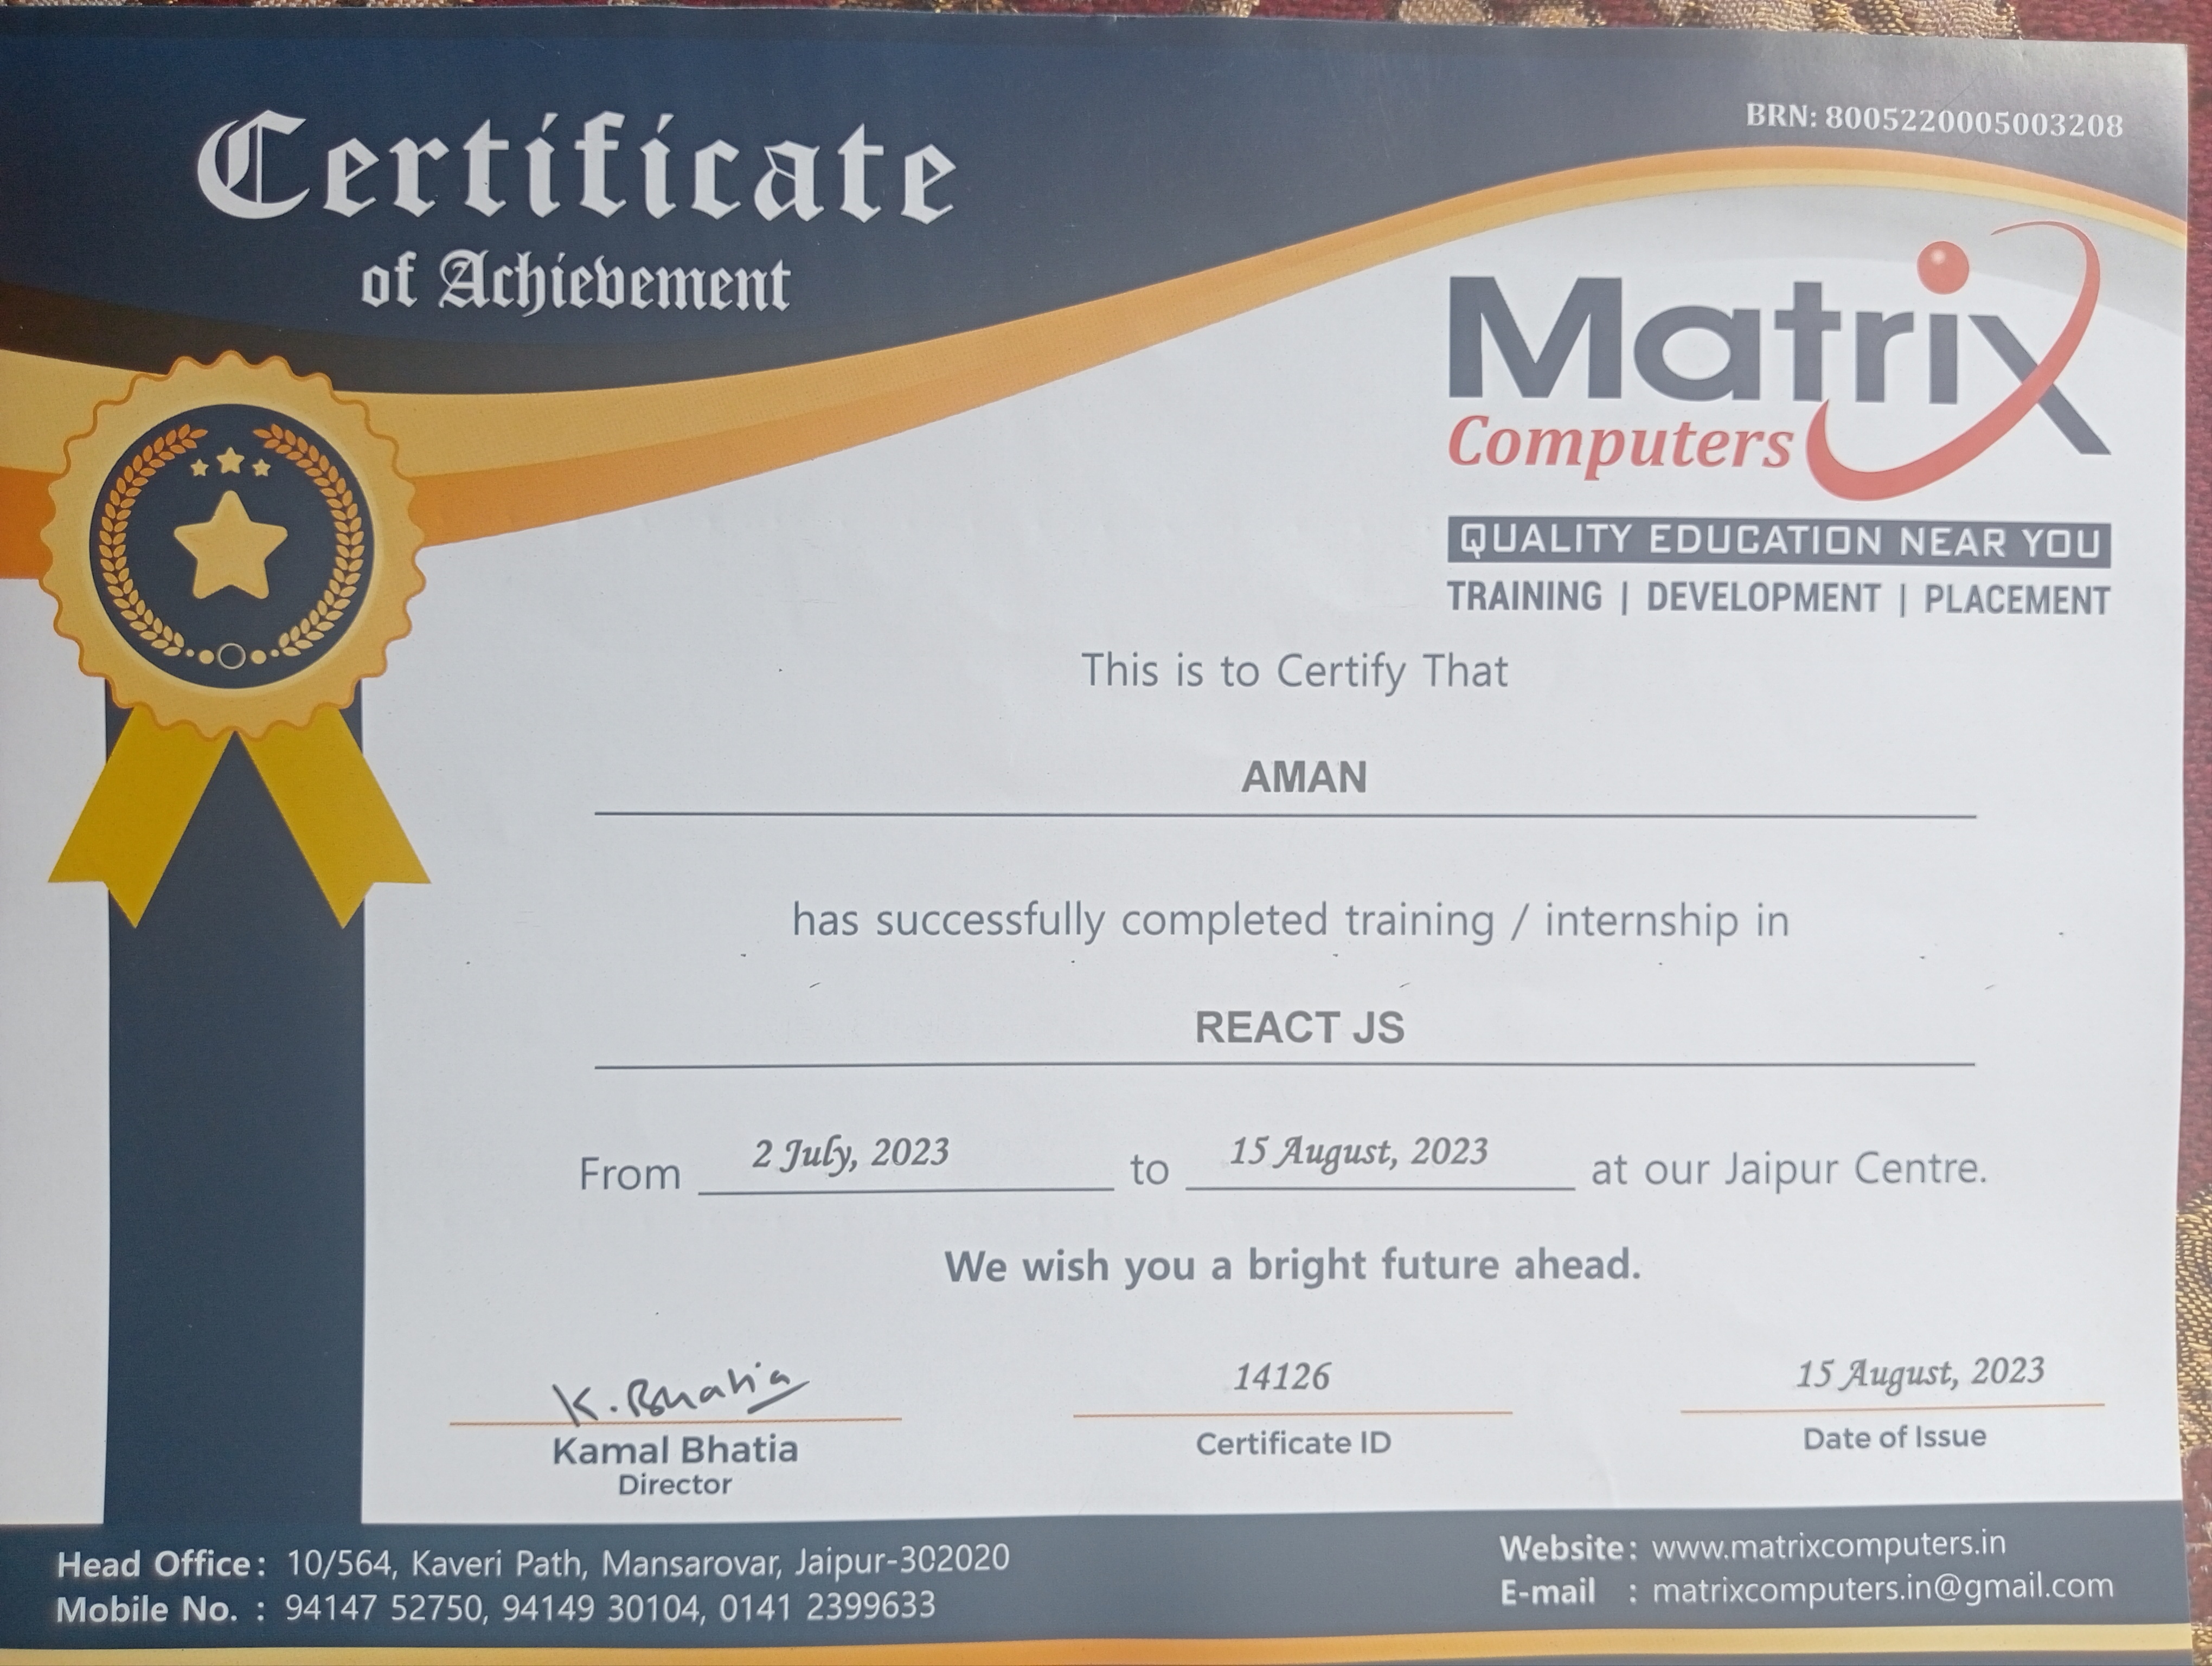 Certificate
of Achievement
BRN: 8005220005003208
Matrix
Computers
QUALITY EDUCATION NEAR YOU
TRAINING | DEVELOPMENT | PLACEMENT
This is to Certify That
AMAN
has successfully completed training / internship in
REACT JS
From 2 July, 2023 to 15 August, 2023 at our Jaipur Centre.
We wish you a bright future ahead.
K. Bhatia
Kamal Bhatia
Director
14126
Certificate ID
15 August, 2023
Date of Issue
Head Office : 10/564, Kaveri Path, Mansarovar, Jaipur-302020
Mobile No. : 94147 52750, 94149 30104, 0141 2399633
Website : www.matrixcomputers.in
E-mail : matrixcomputers.in@gmail.com